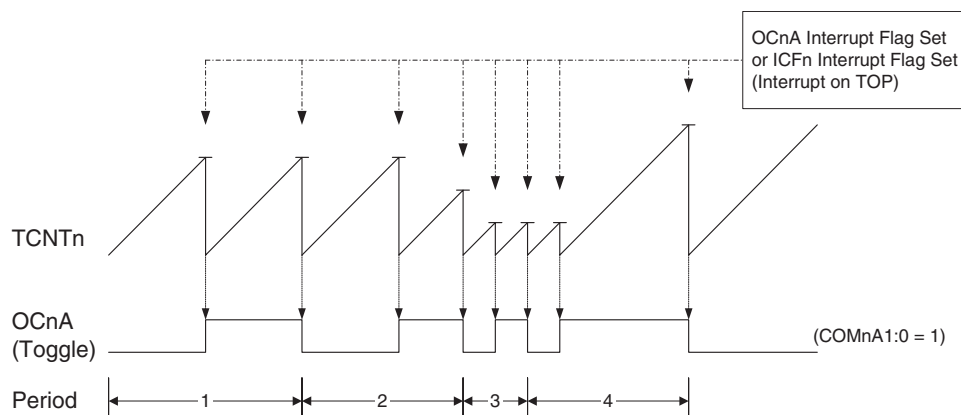 OCnA Interrupt Flag Set
or ICFn Interrupt Flag Set
(Interrupt on TOP)
TCNTn
OCnA
(Toggle)
(COMnA1:0 = 1)
Period
1
2
3
4